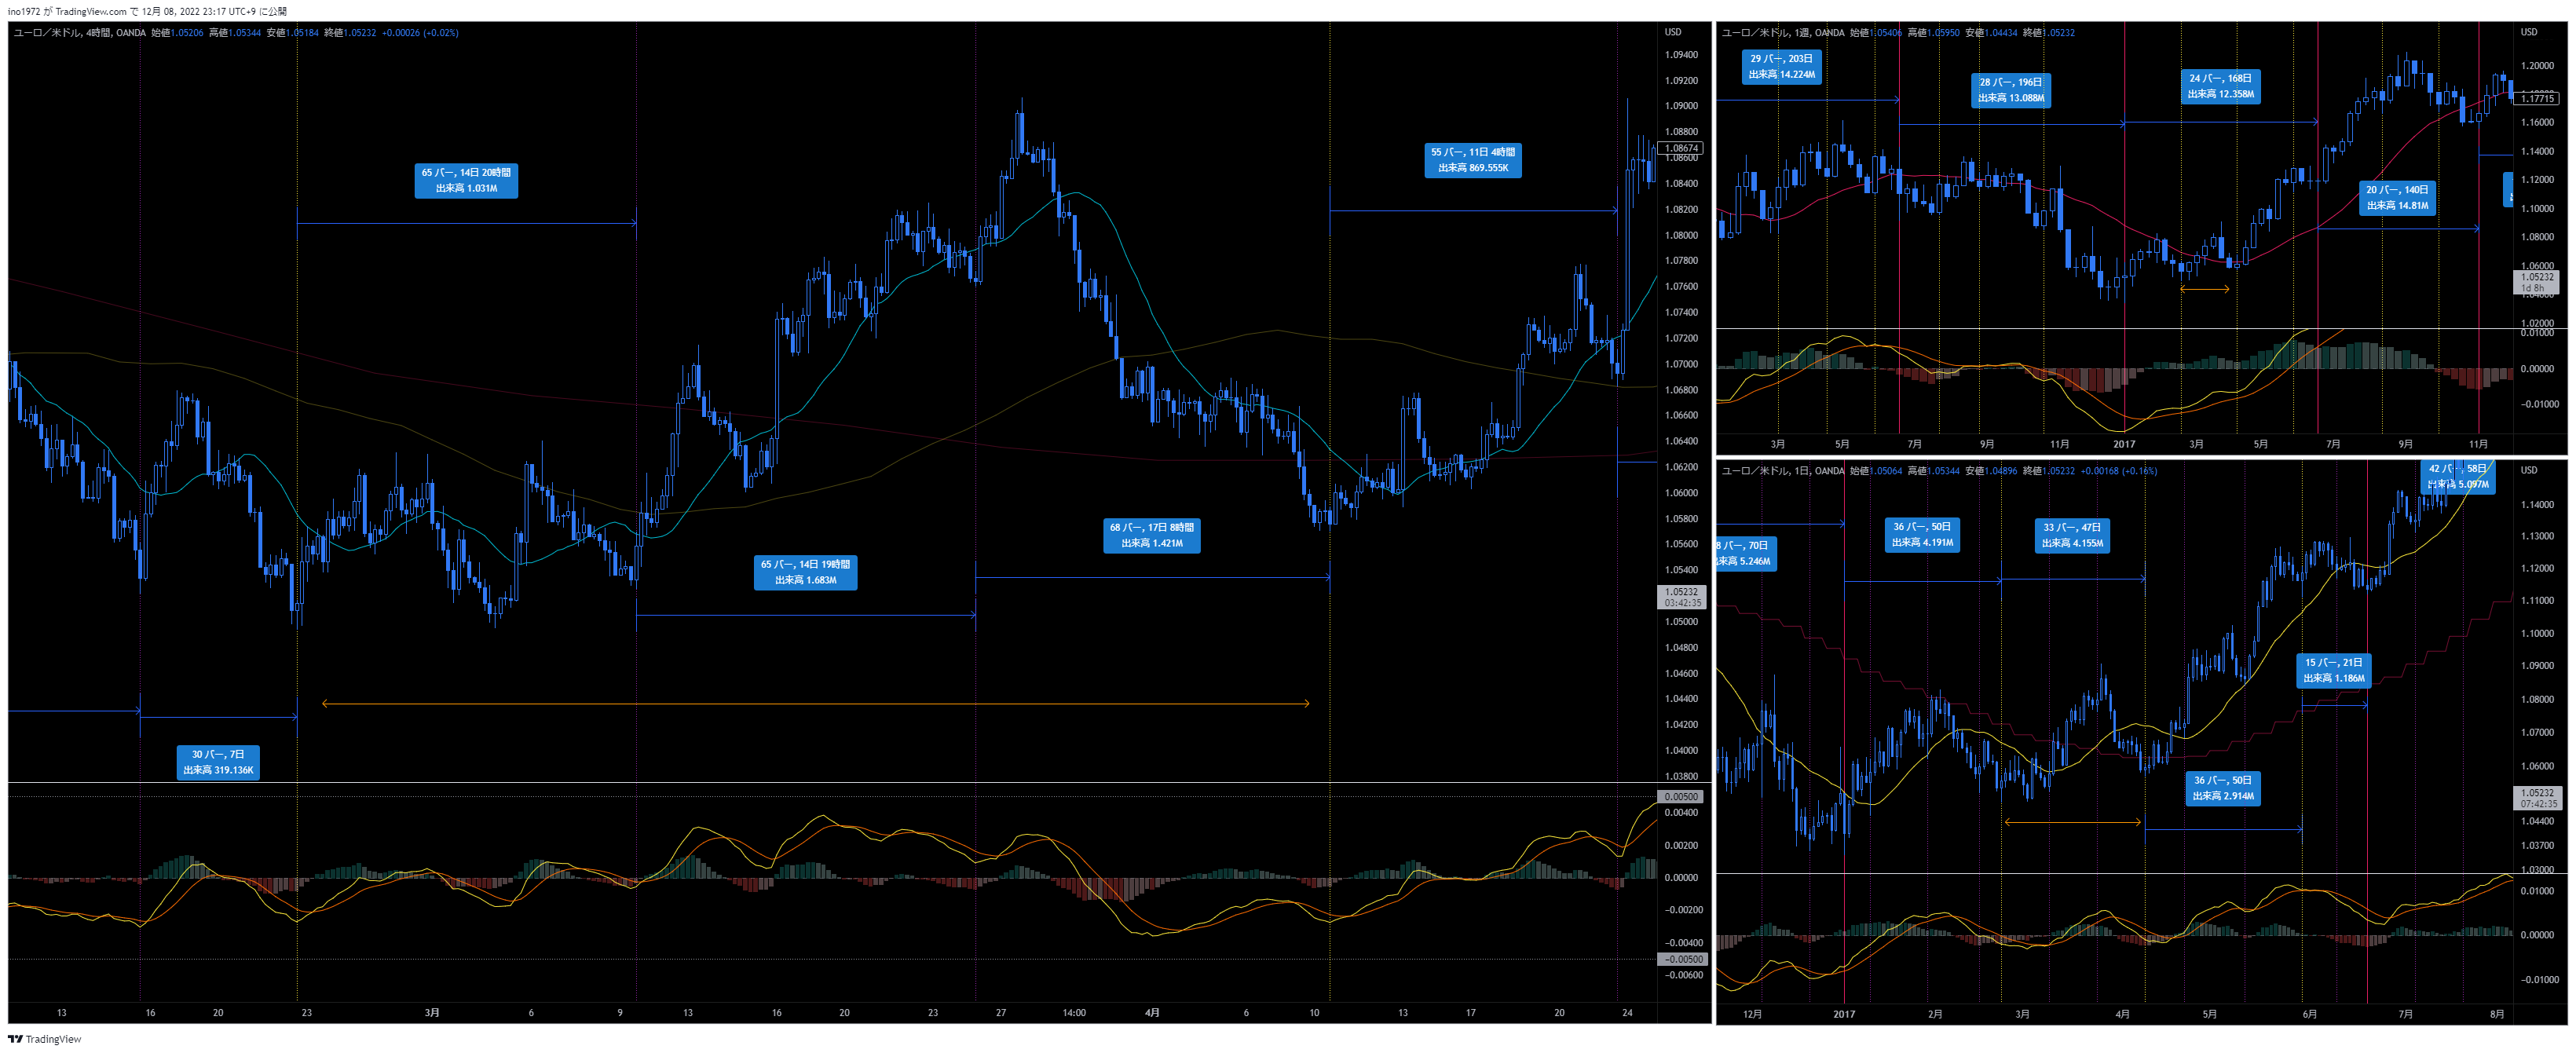 ino1972 が TradingView.com で 12月 08, 2022 23:17 UTC+9 に公開
ユーロ／米ドル, 4時間, OANDA 始値1.05206 高値1.05344 安値1.05184 終値1.05232 +0.00026 (+0.02%)
USD
1.09400
1.09200
1.09000
1.08800
1.08674
1.08600
1.08400
1.08200
1.08000
1.07800
1.07600
1.07400
1.07200
1.07000
1.06800
1.06600
1.06400
1.06200
1.06000
1.05800
1.05600
1.05400
1.05232
03:42:35
1.05000
1.04800
1.04600
1.04400
1.04200
1.04000
1.03800
65 バー, 14日 20時間
出来高 1.031M
55 バー, 11日 4時間
出来高 869.555K
68 バー, 17日 8時間
出来高 1.421M
65 バー, 14日 19時間
出来高 1.683M
30 バー, 7日
出来高 319.136K
0.00500
0.00400
0.00200
0.00000
−0.00200
−0.00400
−0.00500
−0.00600
13 16 20 23 3月 6 9 13 16 20 23 27 14:00 4月 6 10 13 17 20 24
ユーロ／米ドル, 1週, OANDA 始値1.05406 高値1.05950 安値1.04434 終値1.05232
USD
29 バー, 203日
出来高 14.224M
28 バー, 196日
出来高 13.088M
24 バー, 168日
出来高 12.358M
20 バー, 140日
出来高 14.81M
1.20000
1.17715
1.16000
1.14000
1.12000
1.10000
1.08000
1.06000
1.05232
1d 8h
1.04000
1.02000
0.01000
0.00000
−0.01000
3月 5月 7月 9月 11月 2017 3月 5月 7月 9月 11月
ユーロ／米ドル, 1日, OANDA 始値1.05064 高値1.05344 安値1.04896 終値1.05232 +0.00168 (+0.16%)
USD
42 バー, 58日
出来高 5.097M
36 バー, 50日
出来高 4.191M
33 バー, 47日
出来高 4.155M
8 バー, 70日
出来高 5.246M
15 バー, 21日
出来高 1.186M
36 バー, 50日
出来高 2.914M
1.14000
1.13000
1.12000
1.11000
1.10000
1.09000
1.08000
1.07000
1.06000
1.05232
07:42:35
1.04400
1.03700
1.03000
0.01000
0.00000
−0.01000
12月 2017 2月 3月 4月 5月 6月 7月 8月
TradingView